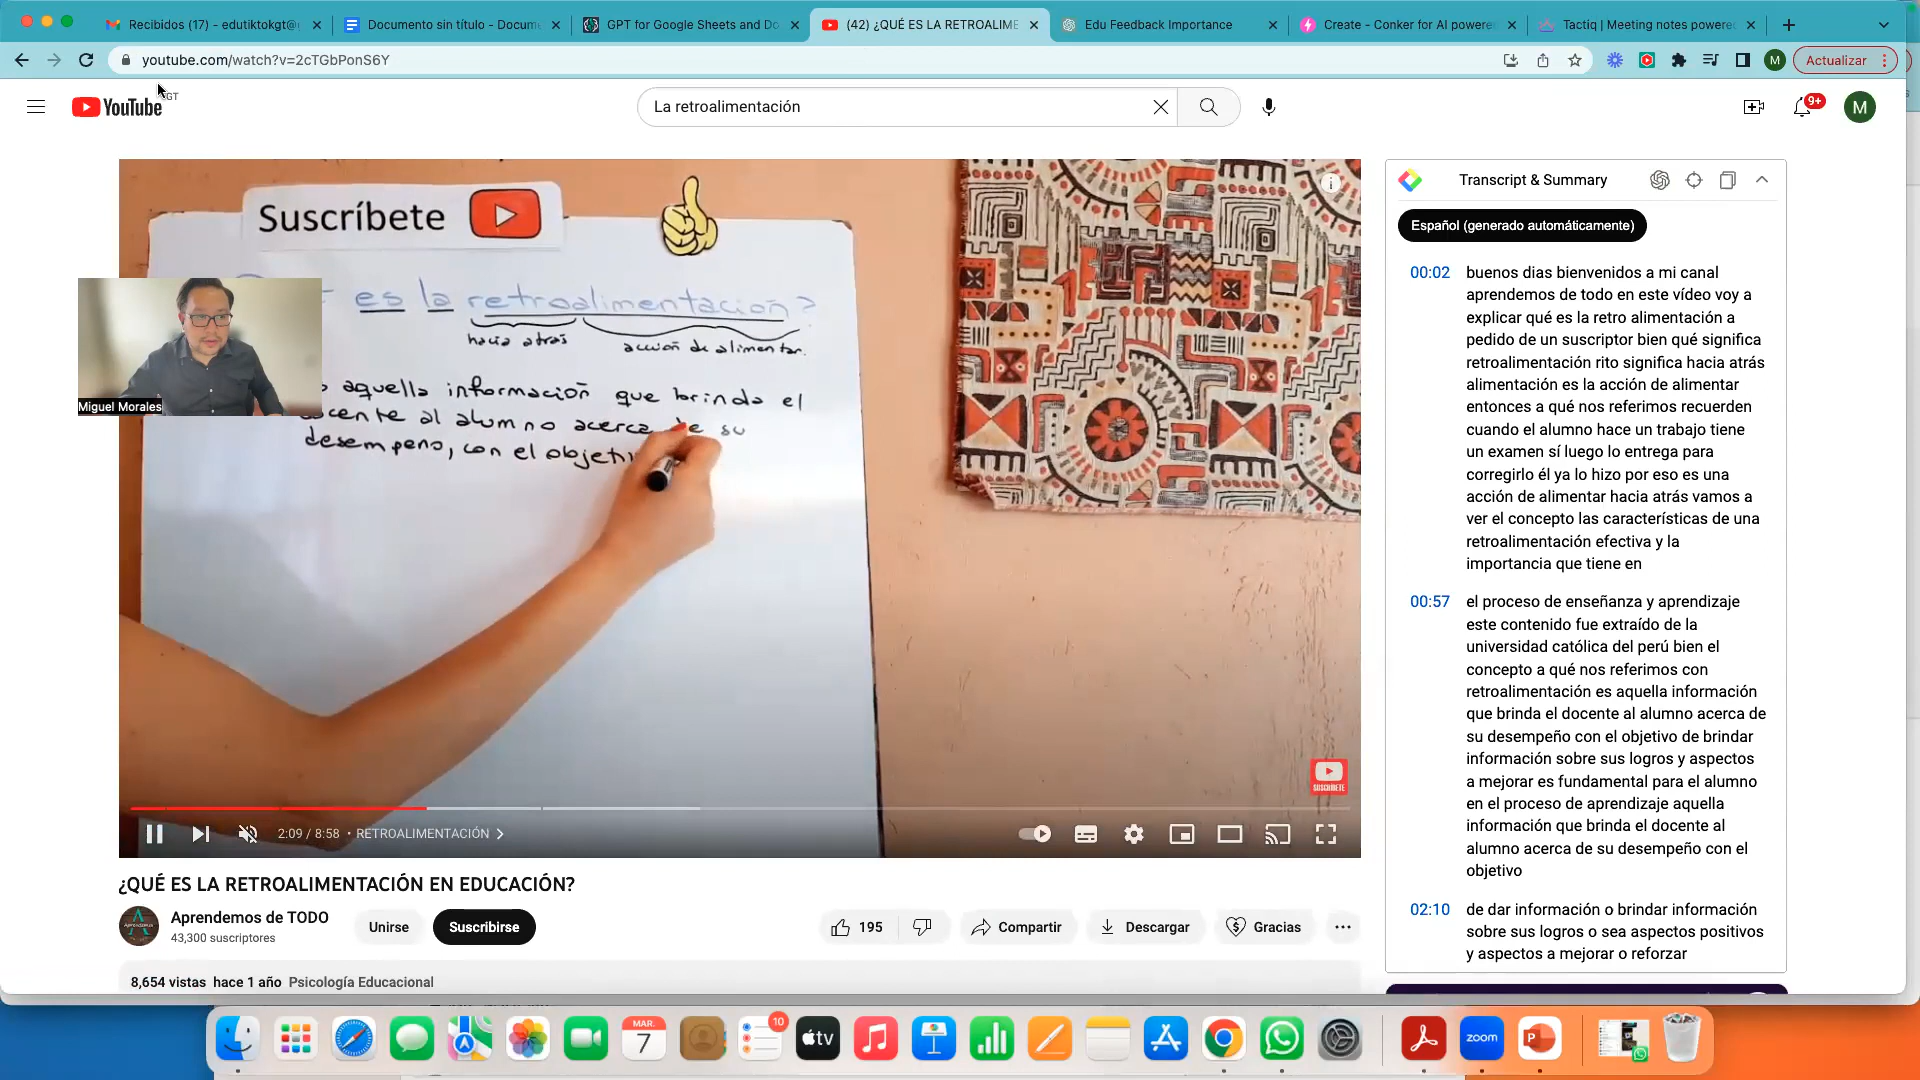 Recibidos (17) - edutiktokgt@
Documento sin título - Docume
GPT for Google Sheets and Do
(42) ¿QUÉ ES LA RETROALIME
Edu Feedback Importance
Create - Conker for AI powere
Tactiq | Meeting notes powere
youtube.com/watch?v=2cTGbPonS6Y
Actualizar
YouTube GT
La retroalimentación
9+
M
Suscríbete
es la retroalimentación?
hacia atrás acción de alimentar.
aquella información que brinda el
docente al alumno acerca de su
desempeño, con el objeti
Miguel Morales
SUSCRÍBETE
2:09 / 8:58 • RETROALIMENTACIÓN
Transcript & Summary
Español (generado automáticamente)
00:02 buenos dias bienvenidos a mi canal
aprendemos de todo en este vídeo voy a
explicar qué es la retro alimentación a
pedido de un suscriptor bien qué significa
retroalimentación rito significa hacia atrás
alimentación es la acción de alimentar
entonces a qué nos referimos recuerden
cuando el alumno hace un trabajo tiene
un examen sí luego lo entrega para
corregirlo él ya lo hizo por eso es una
acción de alimentar hacia atrás vamos a
ver el concepto las características de una
retroalimentación efectiva y la
importancia que tiene en
00:57 el proceso de enseñanza y aprendizaje
este contenido fue extraído de la
universidad católica del perú bien el
concepto a qué nos referimos con
retroalimentación es aquella información
que brinda el docente al alumno acerca de
su desempeño con el objetivo de brindar
información sobre sus logros y aspectos
a mejorar es fundamental para el alumno
en el proceso de aprendizaje aquella
información que brinda el docente al
alumno acerca de su desempeño con el
objetivo
02:10 de dar información o brindar información
sobre sus logros o sea aspectos positivos
y aspectos a mejorar o reforzar
¿QUÉ ES LA RETROALIMENTACIÓN EN EDUCACIÓN?
Aprendemos de TODO
43,300 suscriptores
Unirse
Suscribirse
195
Compartir
Descargar
Gracias
8,654 vistas hace 1 año Psicología Educacional
MAR.
7
10
tv
zoom